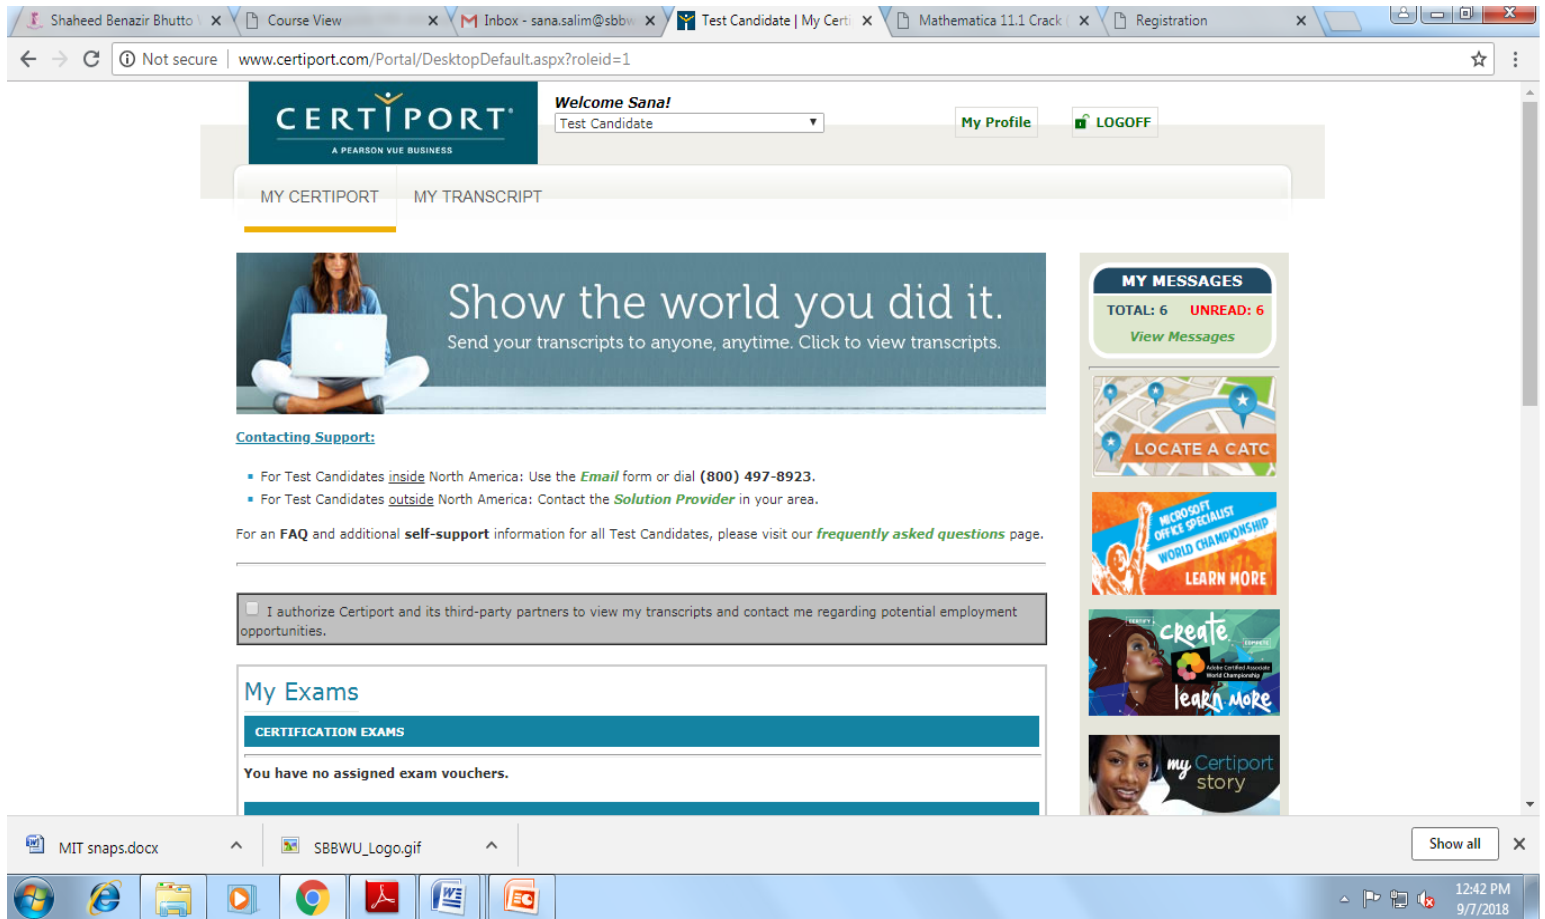 Shaheed Benazir Bhutto
Course View
Inbox - sana.salim@sbbw
Test Candidate | My Certi
Mathematica 11.1 Crack
Registration
Not secure | www.certiport.com/Portal/DesktopDefault.aspx?roleid=1
CERTIPORT
A PEARSON VUE BUSINESS
Welcome Sana!
Test Candidate
My Profile
LOGOFF
MY CERTIPORT
MY TRANSCRIPT
Show the world you did it.
Send your transcripts to anyone, anytime. Click to view transcripts.
Contacting Support:
For Test Candidates inside North America: Use the Email form or dial (800) 497-8923.
For Test Candidates outside North America: Contact the Solution Provider in your area.
For an FAQ and additional self-support information for all Test Candidates, please visit our frequently asked questions page.
I authorize Certiport and its third-party partners to view my transcripts and contact me regarding potential employment
opportunities.
My Exams
CERTIFICATION EXAMS
You have no assigned exam vouchers.
MY MESSAGES
TOTAL: 6 UNREAD: 6
View Messages
LOCATE A CATC
MICROSOFT
OFFICE SPECIALIST
WORLD CHAMPIONSHIP
LEARN MORE
CERTIFY
create
COMPETE
Adobe Certified Associate
World Championship
learn more
my Certiport
story
MIT snaps.docx
SBBWU_Logo.gif
Show all
12:42 PM
9/7/2018